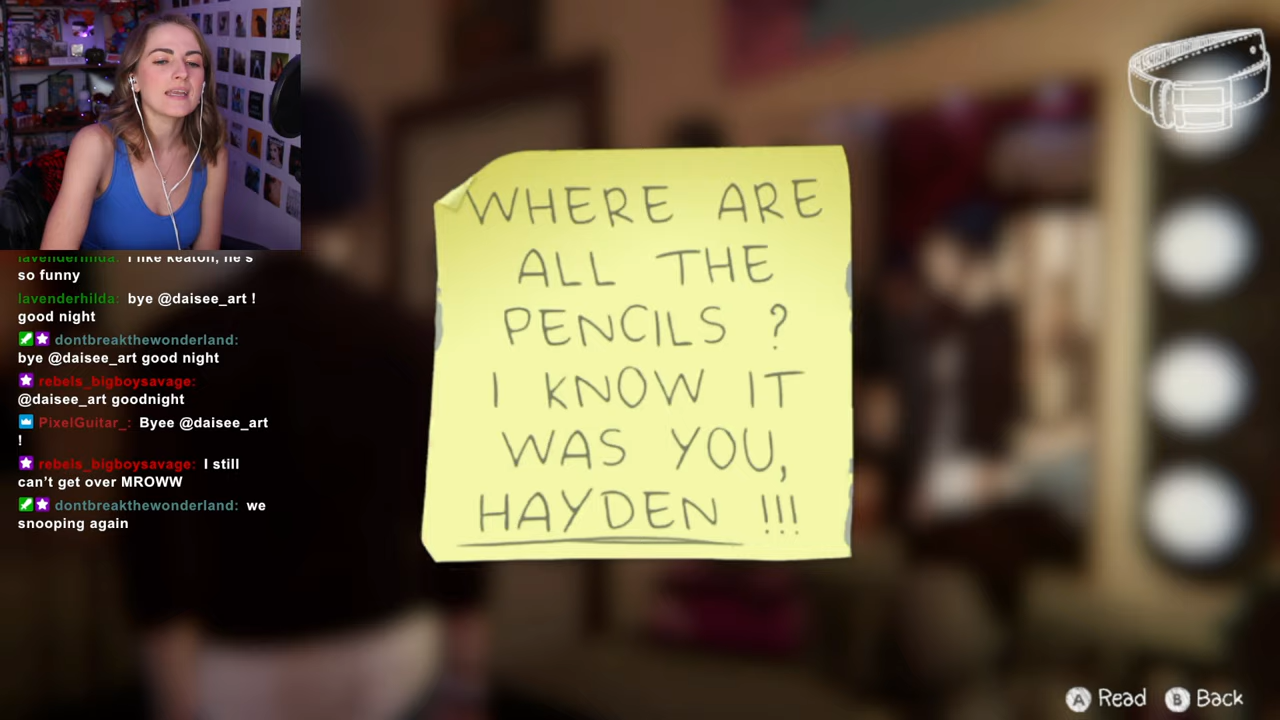 lavenderhilda: I like keaton, he's
so funny
lavenderhilda: bye @daisee_art !
good night
dontbreakthewonderland:
bye @daisee_art good night
rebels_bigboysavage:
@daisee_art goodnight
PixelGuitar_: Byee @daisee_art
!
rebels_bigboysavage: I still
can't get over MROWW
dontbreakthewonderland: we
snooping again
WHERE ARE
ALL THE
PENCILS ?
I KNOW IT
WAS YOU,
HAYDEN !!!
A Read B Back